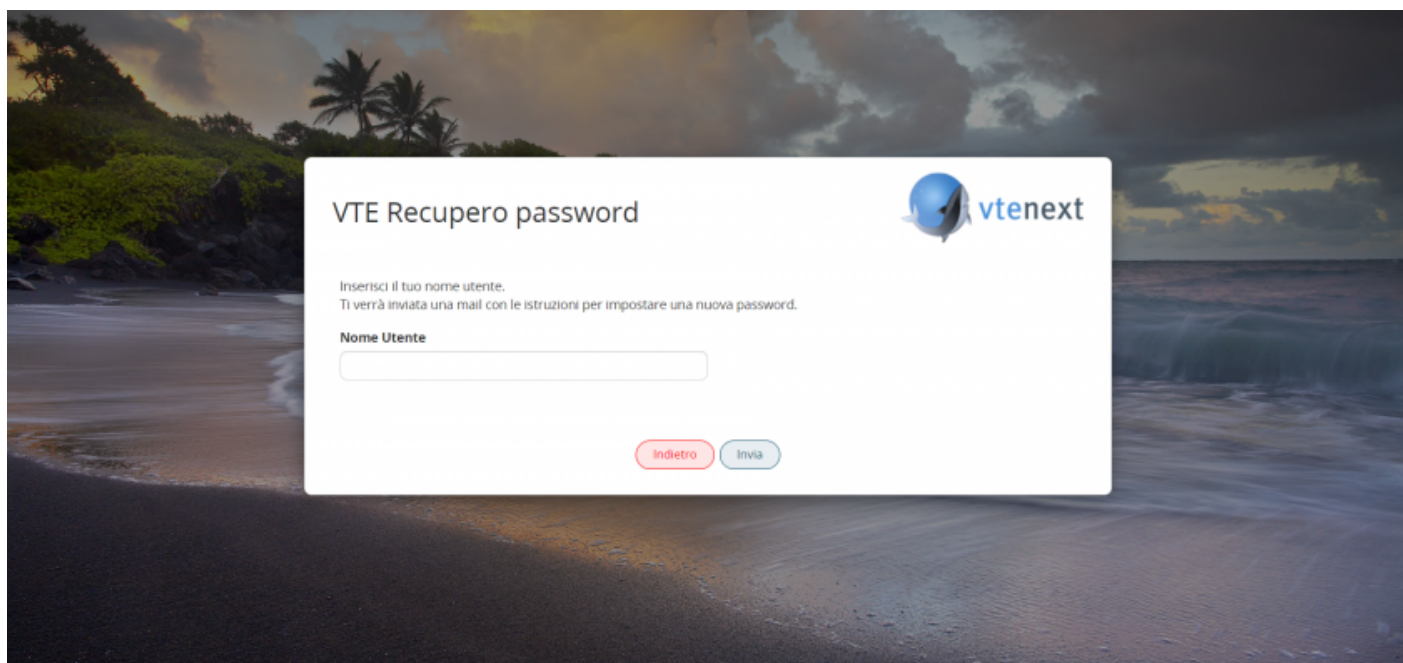 VTE Recupero password
vtenext
Inserisci il tuo nome utente.
Ti verrà inviata una mail con le istruzioni per impostare una nuova password.
Nome Utente
Indietro
Invia